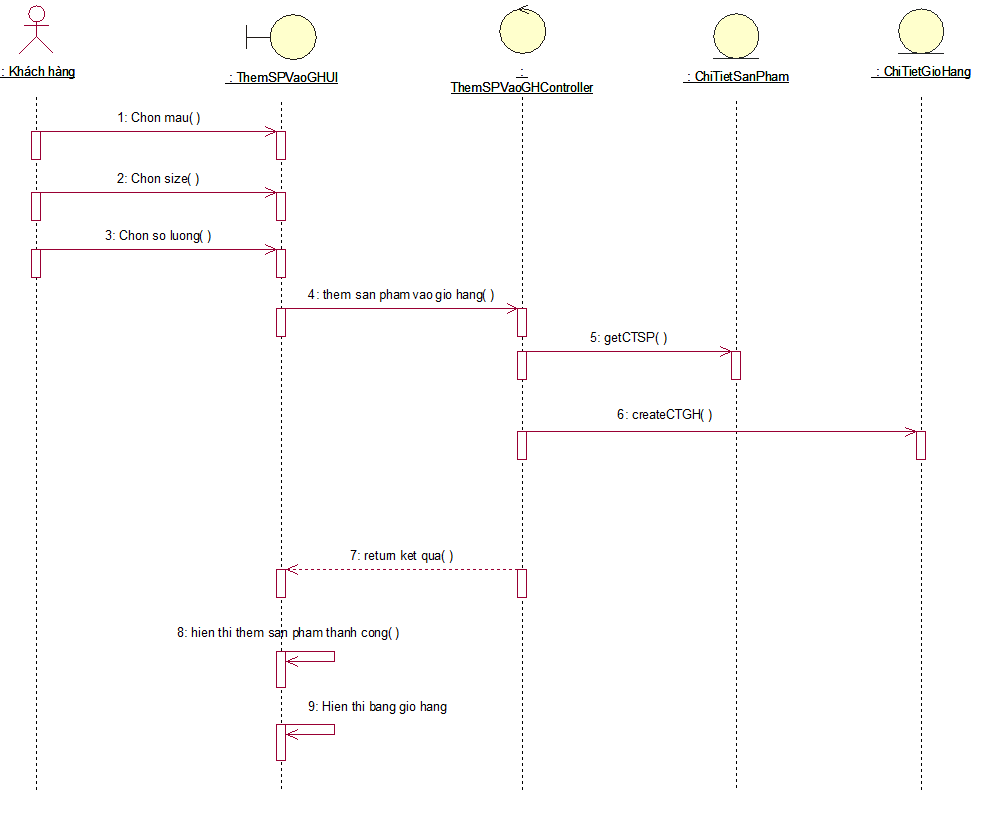 : Khách hàng
: ThemSPVaoGHUI
:
ThemSPVaoGHController
: ChiTietSanPham
: ChiTietGioHang
1: Chon mau( )
2: Chon size( )
3: Chon so luong( )
4: them san pham vao gio hang( )
5: getCTSP( )
6: createCTGH( )
7: return ket qua( )
8: hien thi them san pham thanh cong( )
9: Hien thi bang gio hang